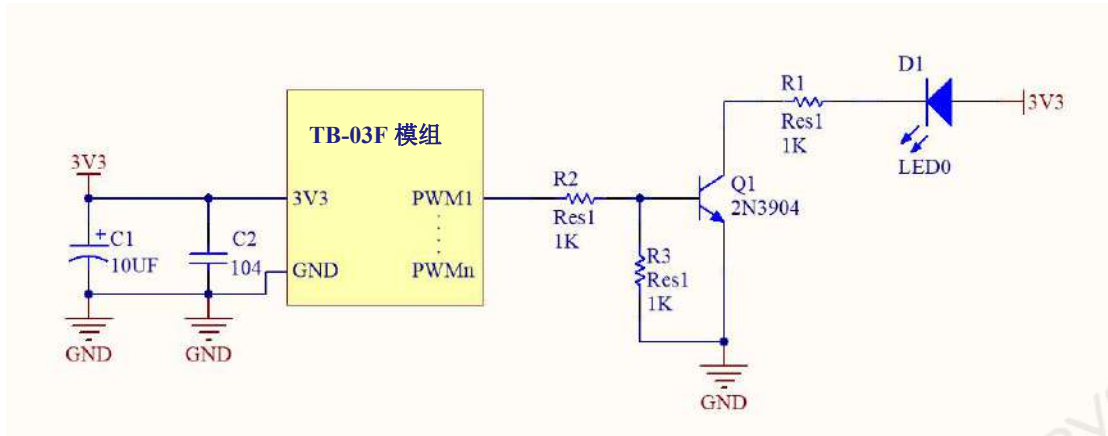 3V3
C1
10UF
GND
C2
104
GND
TB-03F 模组
3V3
PWM1
GND
PWMn
R2
Res1
1K
R3
Res1
1K
Q1
2N3904
GND
R1
Res1
1K
D1
LED0
3V3